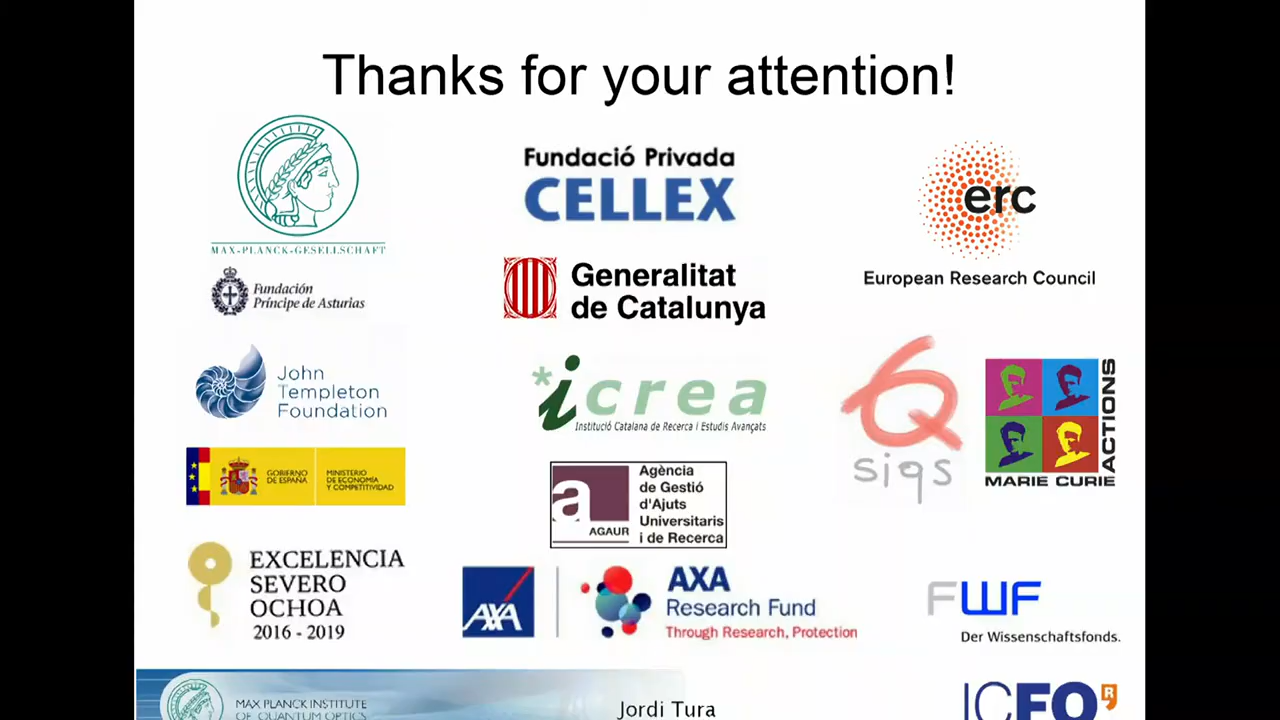 Thanks for your attention!
MAX-PLANCK-GESELLSCHAFT
Fundación
Príncipe de Asturias
John
Templeton
Foundation
GOBIERNO
DE ESPAÑA
MINISTERIO
DE ECONOMÍA
Y COMPETITIVIDAD
EXCELENCIA
SEVERO
OCHOA
2016 - 2019
Fundació Privada
CELLEX
Generalitat
de Catalunya
*icrea
Institució Catalana de Recerca i Estudis Avançats
a
AGAUR
Agència
de Gestió
d'Ajuts
Universitaris
i de Recerca
AXA
AXA
Research Fund
Through Research, Protection
erc
European Research Council
siqs
MARIE CURIE
ACTIONS
FWF
Der Wissenschaftsfonds.
MAX PLANCK INSTITUTE
OF QUANTUM OPTICS
Jordi Tura
ICFO
R